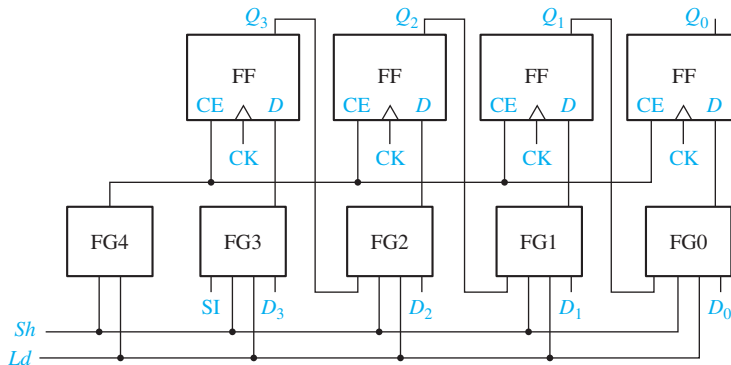 Q3 Q2 Q1 Q0
FF FF FF FF
CE D CE D CE D CE D
CK CK CK CK
FG4 FG3 FG2 FG1 FG0
SI D3 D2 D1 D0
Sh
Ld